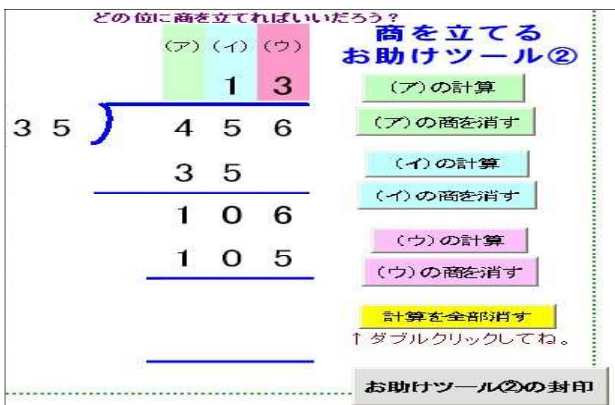 どの位に商を立てればいいだろう？
商を立てる
お助けツール②
(ア) (イ) (ウ)
1 3
35 ) 4 5 6
3 5
1 0 6
1 0 5
(ア)の計算
(ア)の商を消す
(イ)の計算
(イ)の商を消す
(ウ)の計算
(ウ)の商を消す
計算を全部消す
↑ダブルクリックしてね。
お助けツール②の封印